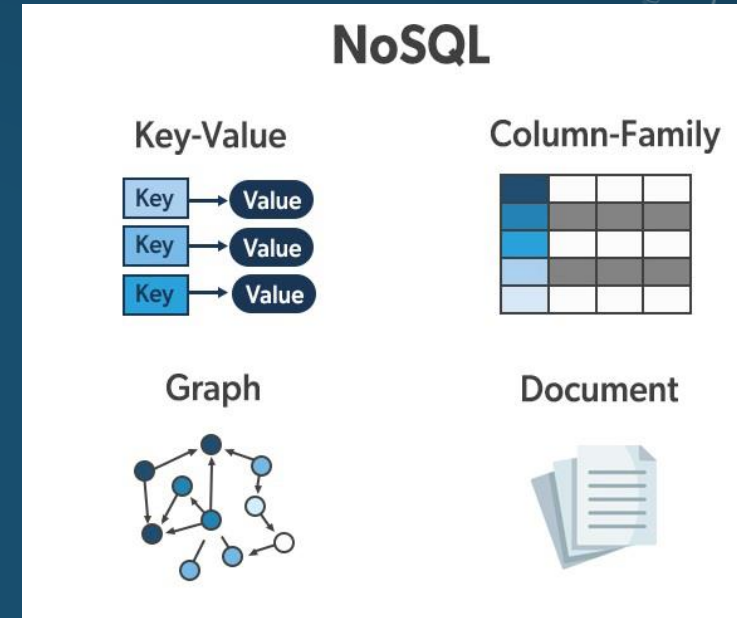 NoSQL
Key-Value
Key
Value
Key
Value
Key
Value
Column-Family
Graph
Document